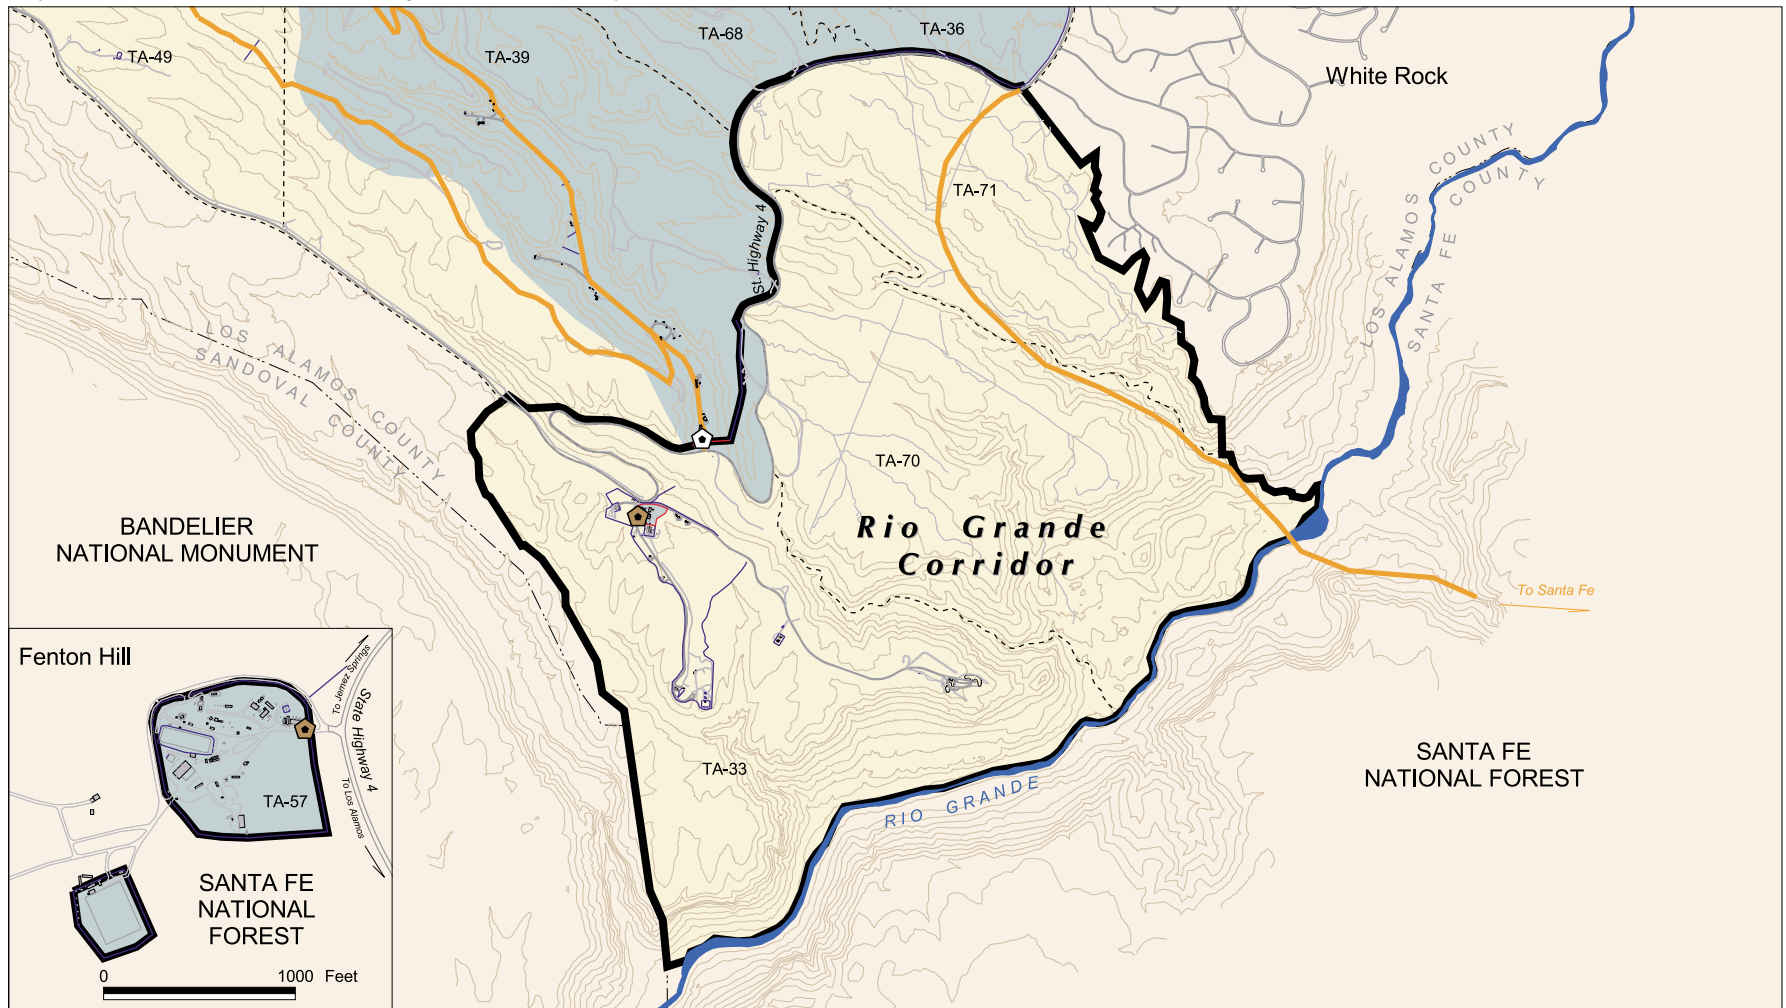 TA-49
TA-39
TA-68
TA-36
White Rock
TA-71
St. Highway 4
LOS ALAMOS COUNTY
SANTA FE COUNTY
LOS ALAMOS COUNTY
SANDOVAL COUNTY
TA-70
Rio Grande
Corridor
BANDELIER
NATIONAL MONUMENT
To Santa Fe
Fenton Hill
To Jemez Springs
State Highway 4
To Los Alamos
TA-57
SANTA FE
NATIONAL
FOREST
0 1000 Feet
TA-33
RIO GRANDE
SANTA FE
NATIONAL FOREST